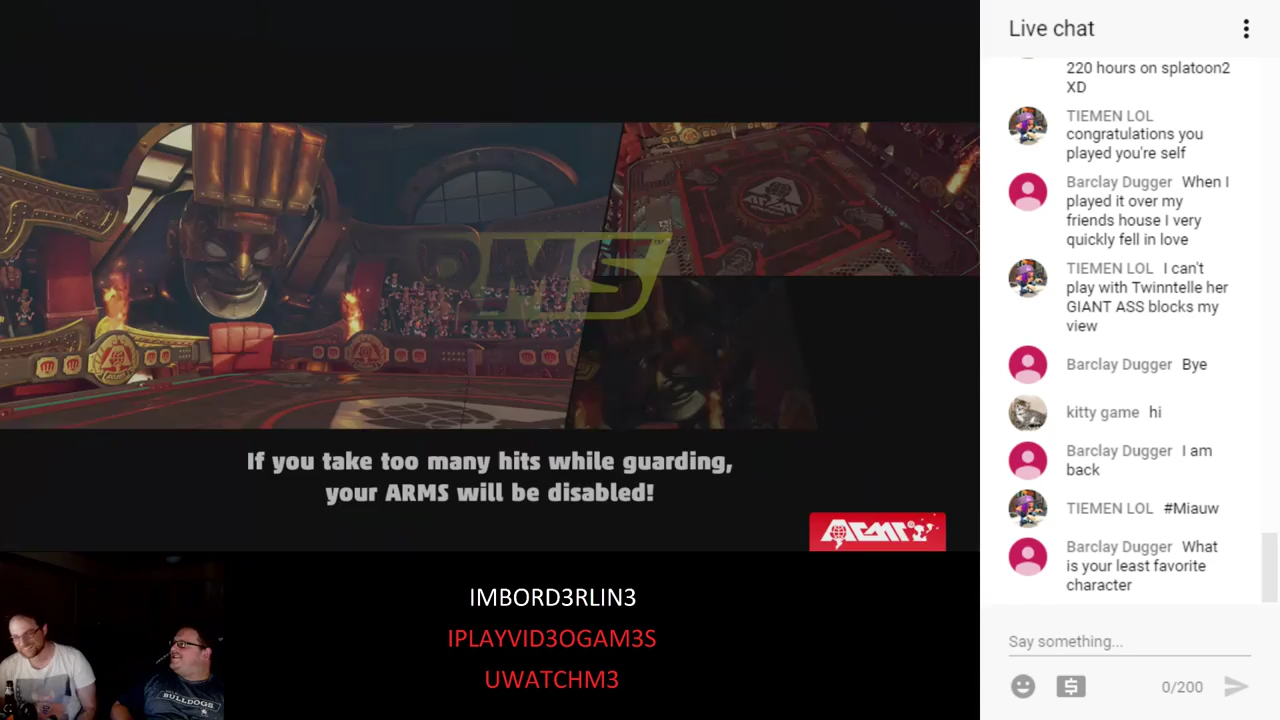 RMS
If you take too many hits while guarding,
your ARMS will be disabled!
IMBORD3RLIN3
IPLAYVID3OGAM3S
UWATCHM3
BULLDOGS
Live chat
220 hours on splatoon2
XD
TIEMEN LOL
congratulations you
played you're self
Barclay Dugger When I
played it over my
friends house I very
quickly fell in love
TIEMEN LOL I can't
play with Twinntelle her
GIANT ASS blocks my
view
Barclay Dugger Bye
kitty game hi
Barclay Dugger I am
back
TIEMEN LOL #Miauw
Barclay Dugger What
is your least favorite
character
Say something...
0/200